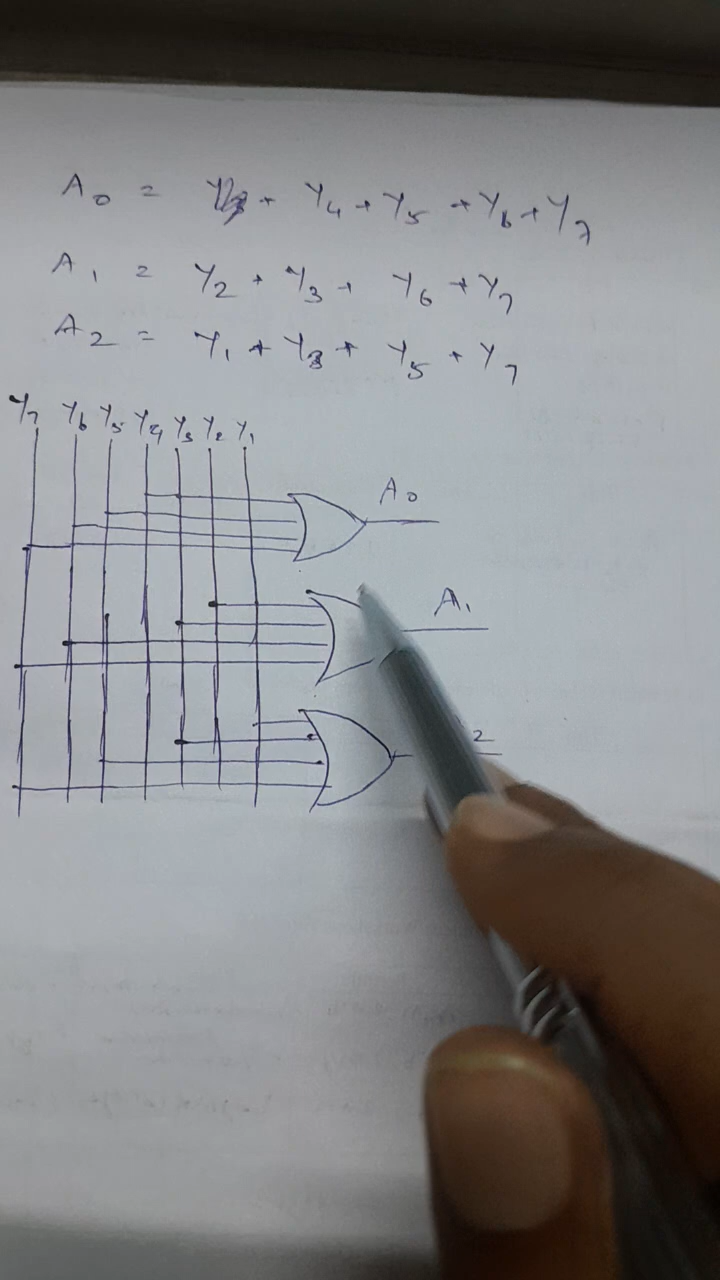 A₀ = + Y₄ + Y₅ + Y₆ + Y₇
A₁ = Y₂ + Y₃ + Y₆ + Y₇
A₂ = Y₁ + Y₃ + Y₅ + Y₇
Y₇ Y₆ Y₅ Y₄ Y₃ Y₂ Y₁
A₀
A₁
₂